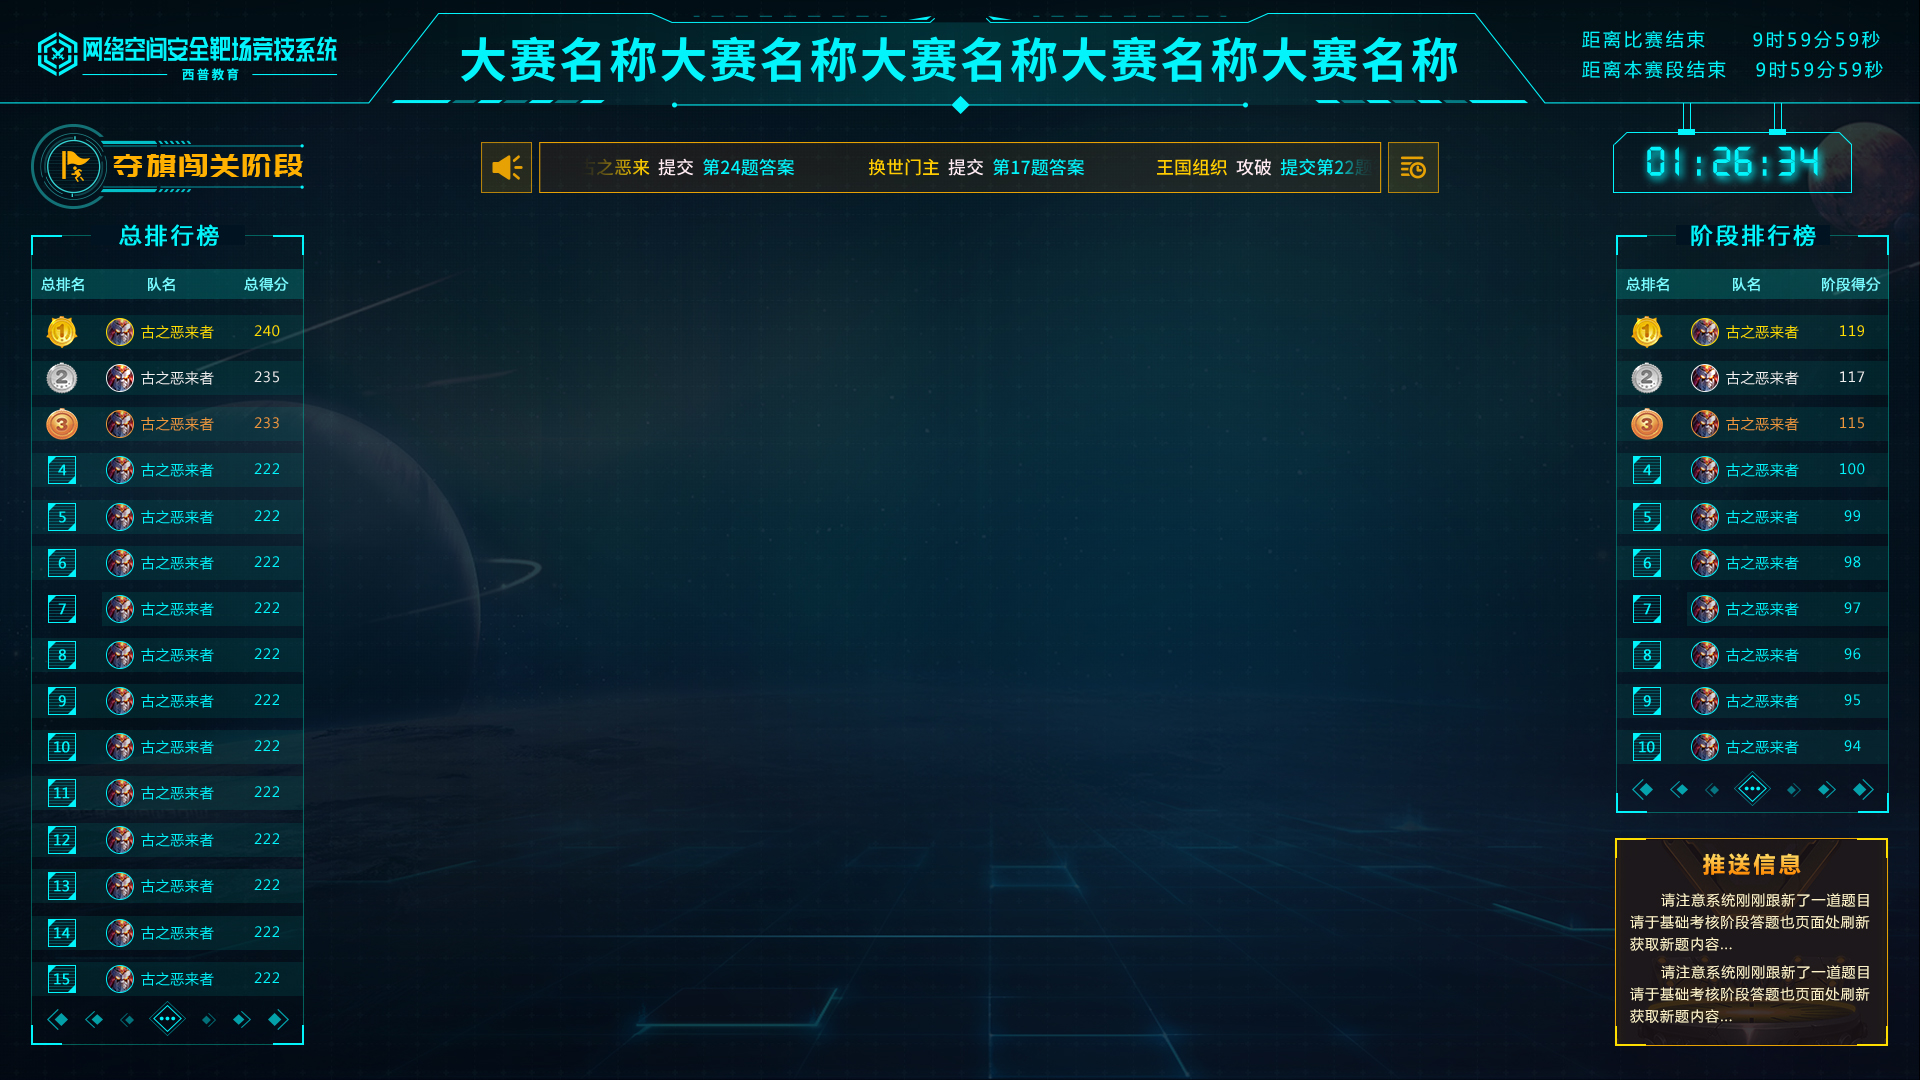 网络空间安全靶场竞技系统
西普教育
大赛名称大赛名称大赛名称大赛名称大赛名称
距离比赛结束 9时59分59秒
距离本赛段结束 9时59分59秒
夺旗闯关阶段
古之恶来 提交 第24题答案 换世门主 提交 第17题答案 王国组织 攻破 提交第22题
01:26:34
总排行榜
总排名 队名 总得分
1 古之恶来者 240
2 古之恶来者 235
3 古之恶来者 233
4 古之恶来者 222
5 古之恶来者 222
6 古之恶来者 222
7 古之恶来者 222
8 古之恶来者 222
9 古之恶来者 222
10 古之恶来者 222
11 古之恶来者 222
12 古之恶来者 222
13 古之恶来者 222
14 古之恶来者 222
15 古之恶来者 222
阶段排行榜
总排名 队名 阶段得分
1 古之恶来者 119
2 古之恶来者 117
3 古之恶来者 115
4 古之恶来者 100
5 古之恶来者 99
6 古之恶来者 98
7 古之恶来者 97
8 古之恶来者 96
9 古之恶来者 95
10 古之恶来者 94
推送信息
请注意系统刚刚跟新了一道题目
请于基础考核阶段答题也页面处刷新
获取新题内容...
请注意系统刚刚跟新了一道题目
请于基础考核阶段答题也页面处刷新
获取新题内容...